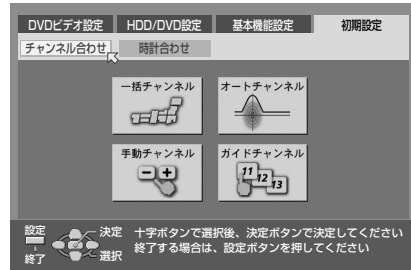 DVDビデオ設定 HDD/DVD設定 基本機能設定 初期設定
チャンネル合わせ 時計合わせ
一括チャンネル オートチャンネル
手動チャンネル ガイドチャンネル
11 12 13
設定 決定 十字ボタンで選択後、決定ボタンで決定してください
終了 選択 終了する場合は、設定ボタンを押してください